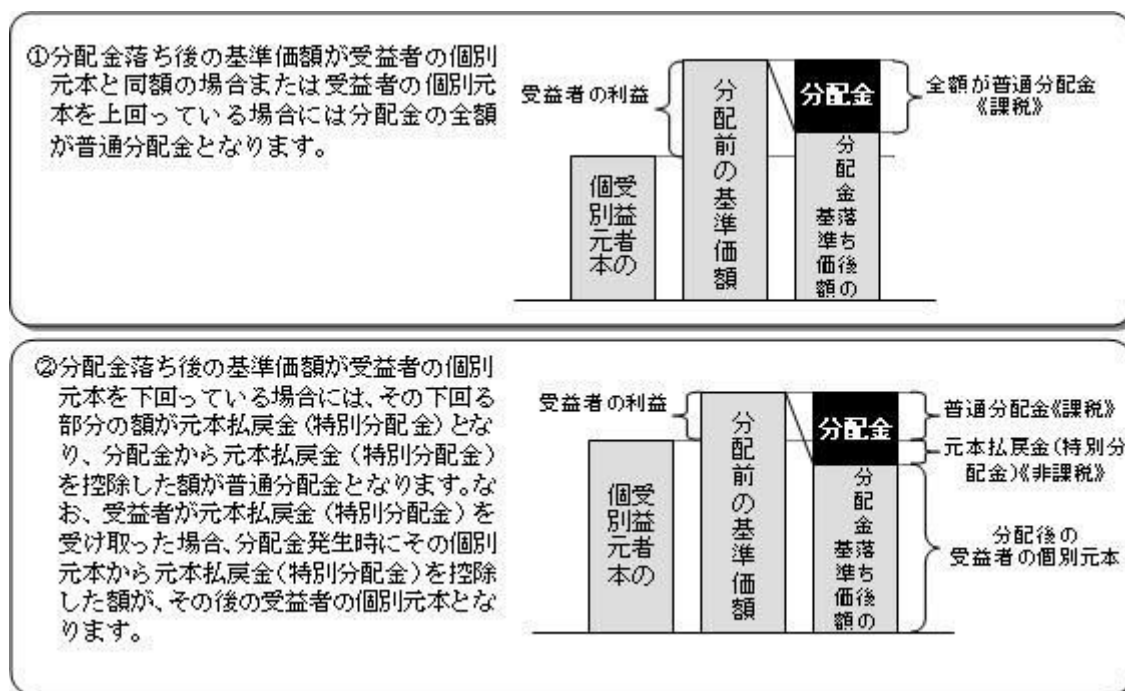 ①分配金落ち後の基準価額が受益者の個別
元本と同額の場合または受益者の個別元
本を上回っている場合には分配金の全額
が普通分配金となります。
受益者の利益
受益者の
個別元本
分配前の基準価額
分配金
分配金落ち後の
基準価額
全額が普通分配金
《課税》
②分配金落ち後の基準価額が受益者の個別
元本を下回っている場合には、その下回る
部分の額が元本払戻金(特別分配金)とな
り、分配金から元本払戻金(特別分配金)
を控除した額が普通分配金となります。な
お、受益者が元本払戻金(特別分配金)を
受け取った場合、分配金発生時にその個別
元本から元本払戻金(特別分配金)を控除
した額が、その後の受益者の個別元本とな
ります。
受益者の利益
受益者の
個別元本
分配前の基準価額
分配金
分配金落ち後の
基準価額
普通分配金《課税》
元本払戻金(特別分
配金)《非課税》
分配後の
受益者の個別元本